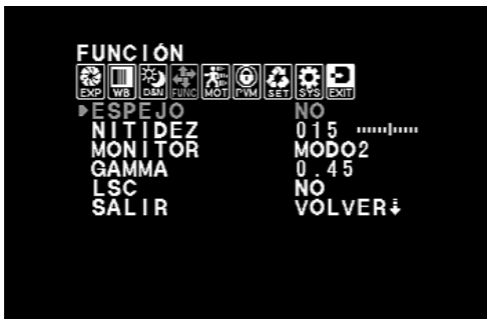 FUNCIÓN
EXP WB D&N FUNC MOT PVM SET SYS EXIT
ESPEJO NO
NITIDEZ 015
MONITOR MODO2
GAMMA 0.45
LSC NO
SALIR VOLVER